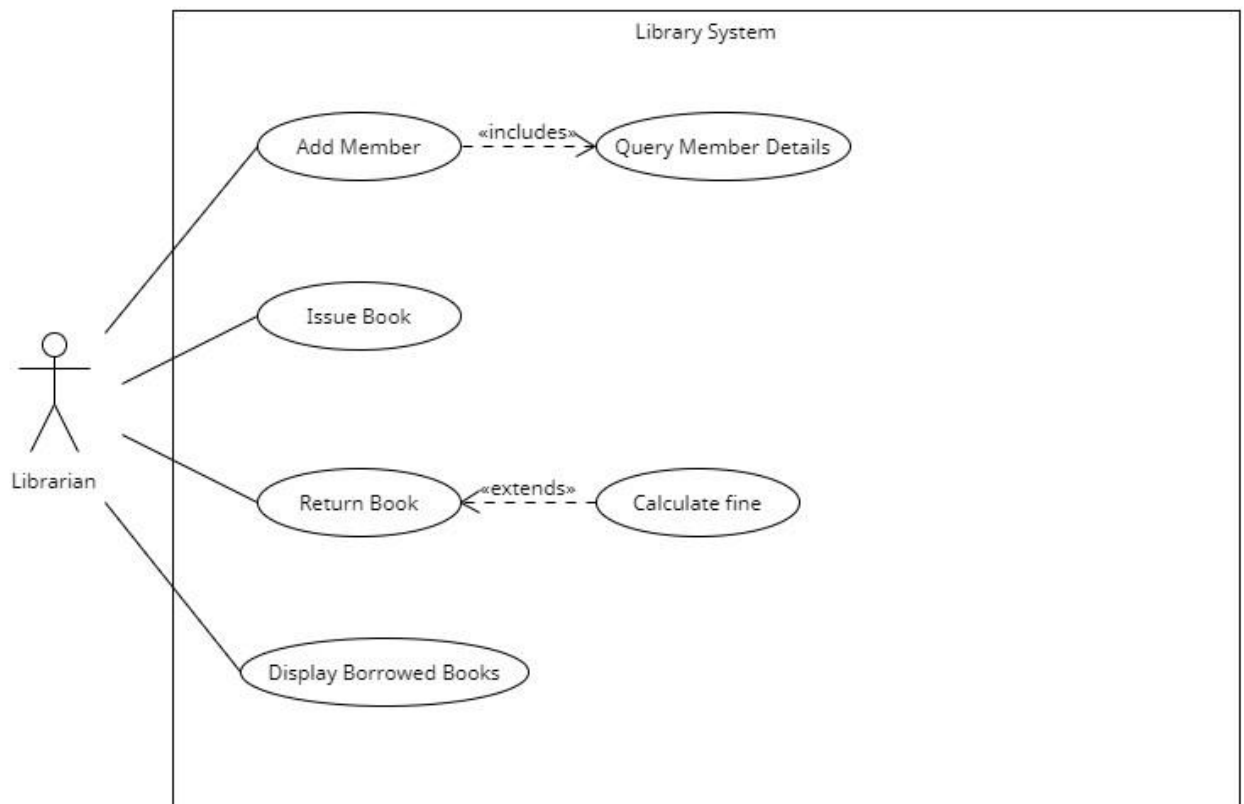 Library System
Add Member
«includes»
Query Member Details
Issue Book
Librarian
Return Book
«extends»
Calculate fine
Display Borrowed Books